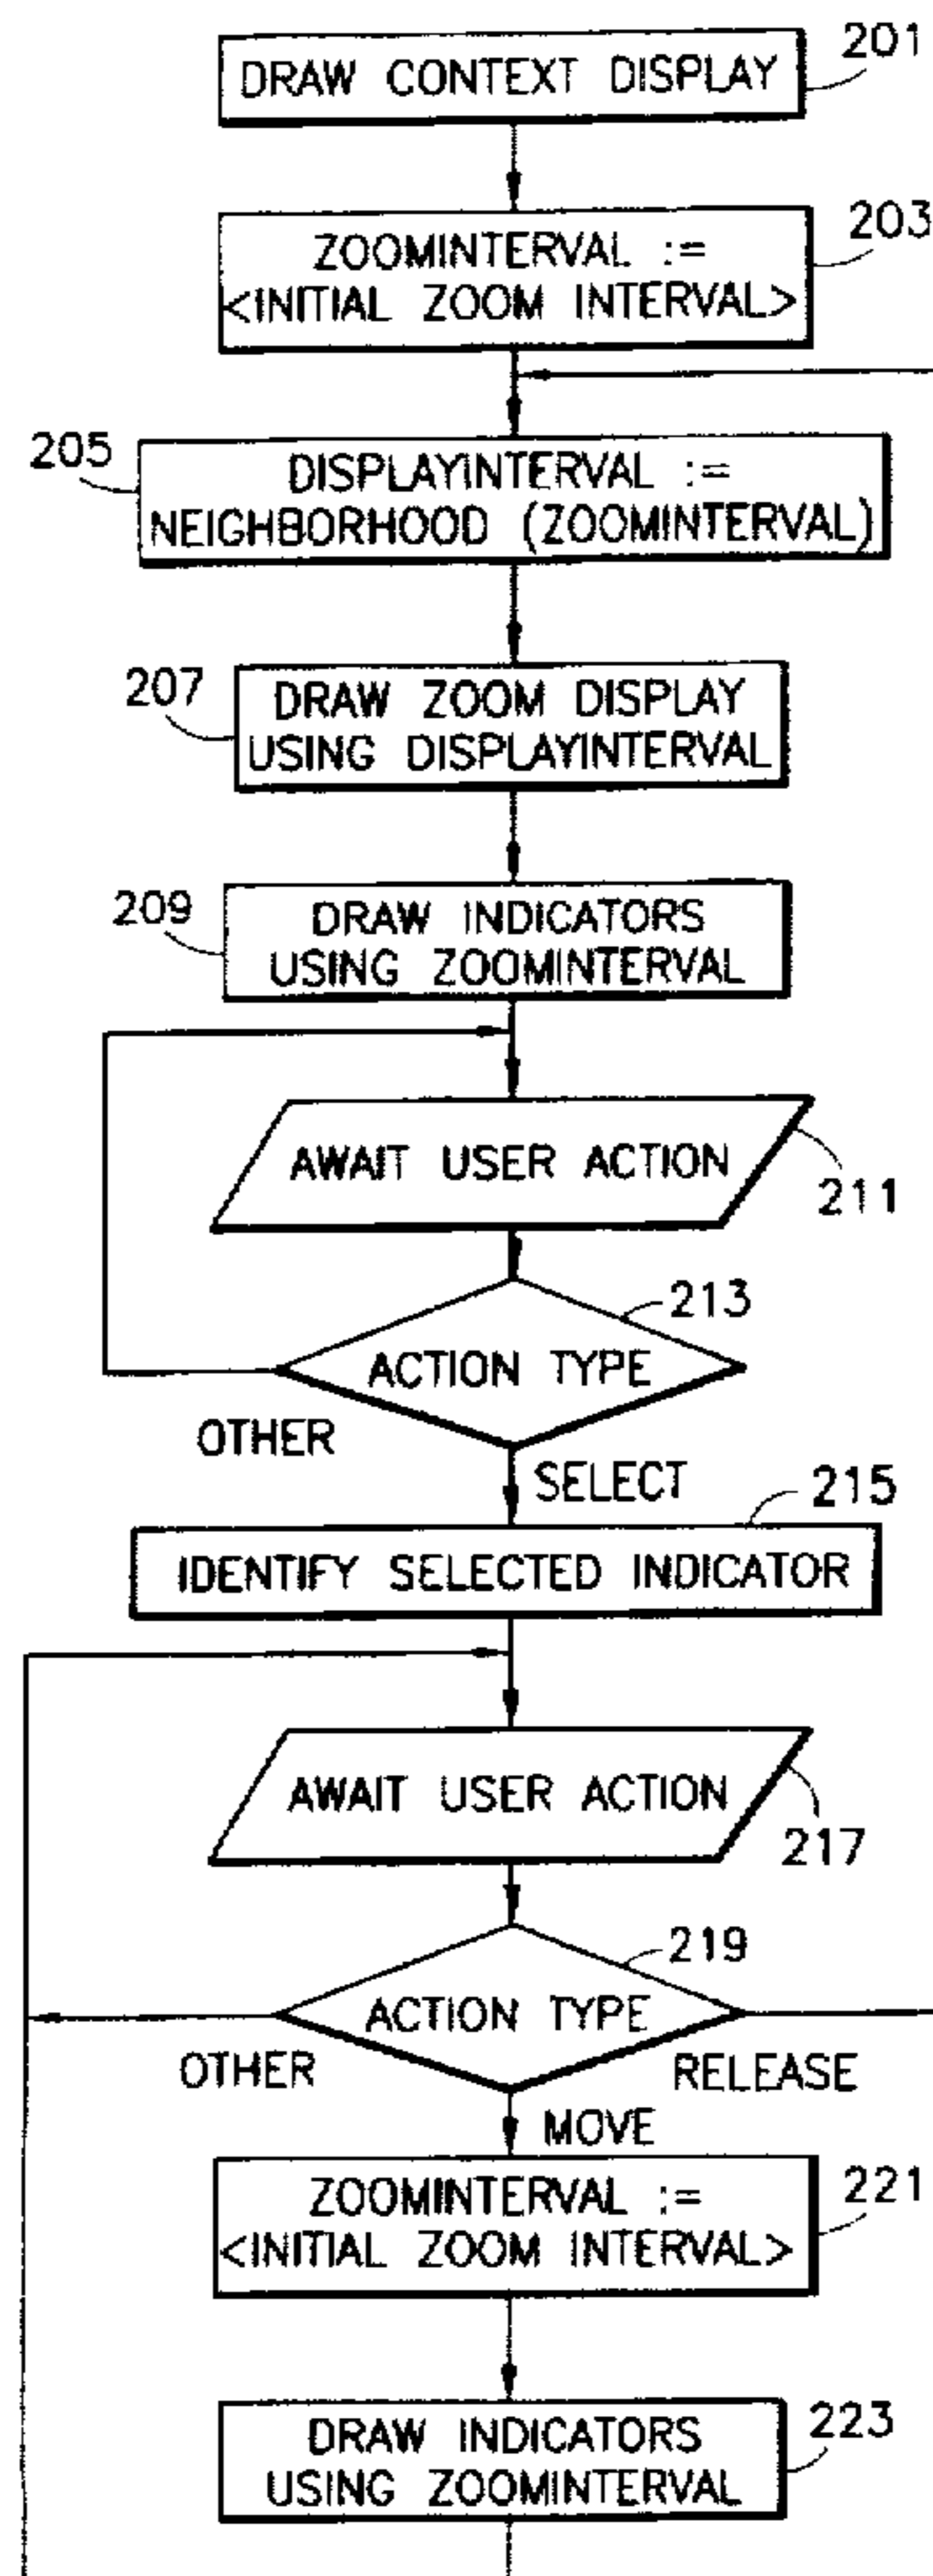 201
DRAW CONTEXT DISPLAY
203
ZOOMINTERVAL :=
<INITIAL ZOOM INTERVAL>
205
DISPLAYINTERVAL :=
NEIGHBORHOOD (ZOOMINTERVAL)
207
DRAW ZOOM DISPLAY
USING DISPLAYINTERVAL
209
DRAW INDICATORS
USING ZOOMINTERVAL
AWAIT USER ACTION
211
213
ACTION TYPE
OTHER
SELECT
215
IDENTIFY SELECTED INDICATOR
AWAIT USER ACTION
217
219
ACTION TYPE
OTHER
RELEASE
MOVE
221
ZOOMINTERVAL :=
<INITIAL ZOOM INTERVAL>
223
DRAW INDICATORS
USING ZOOMINTERVAL